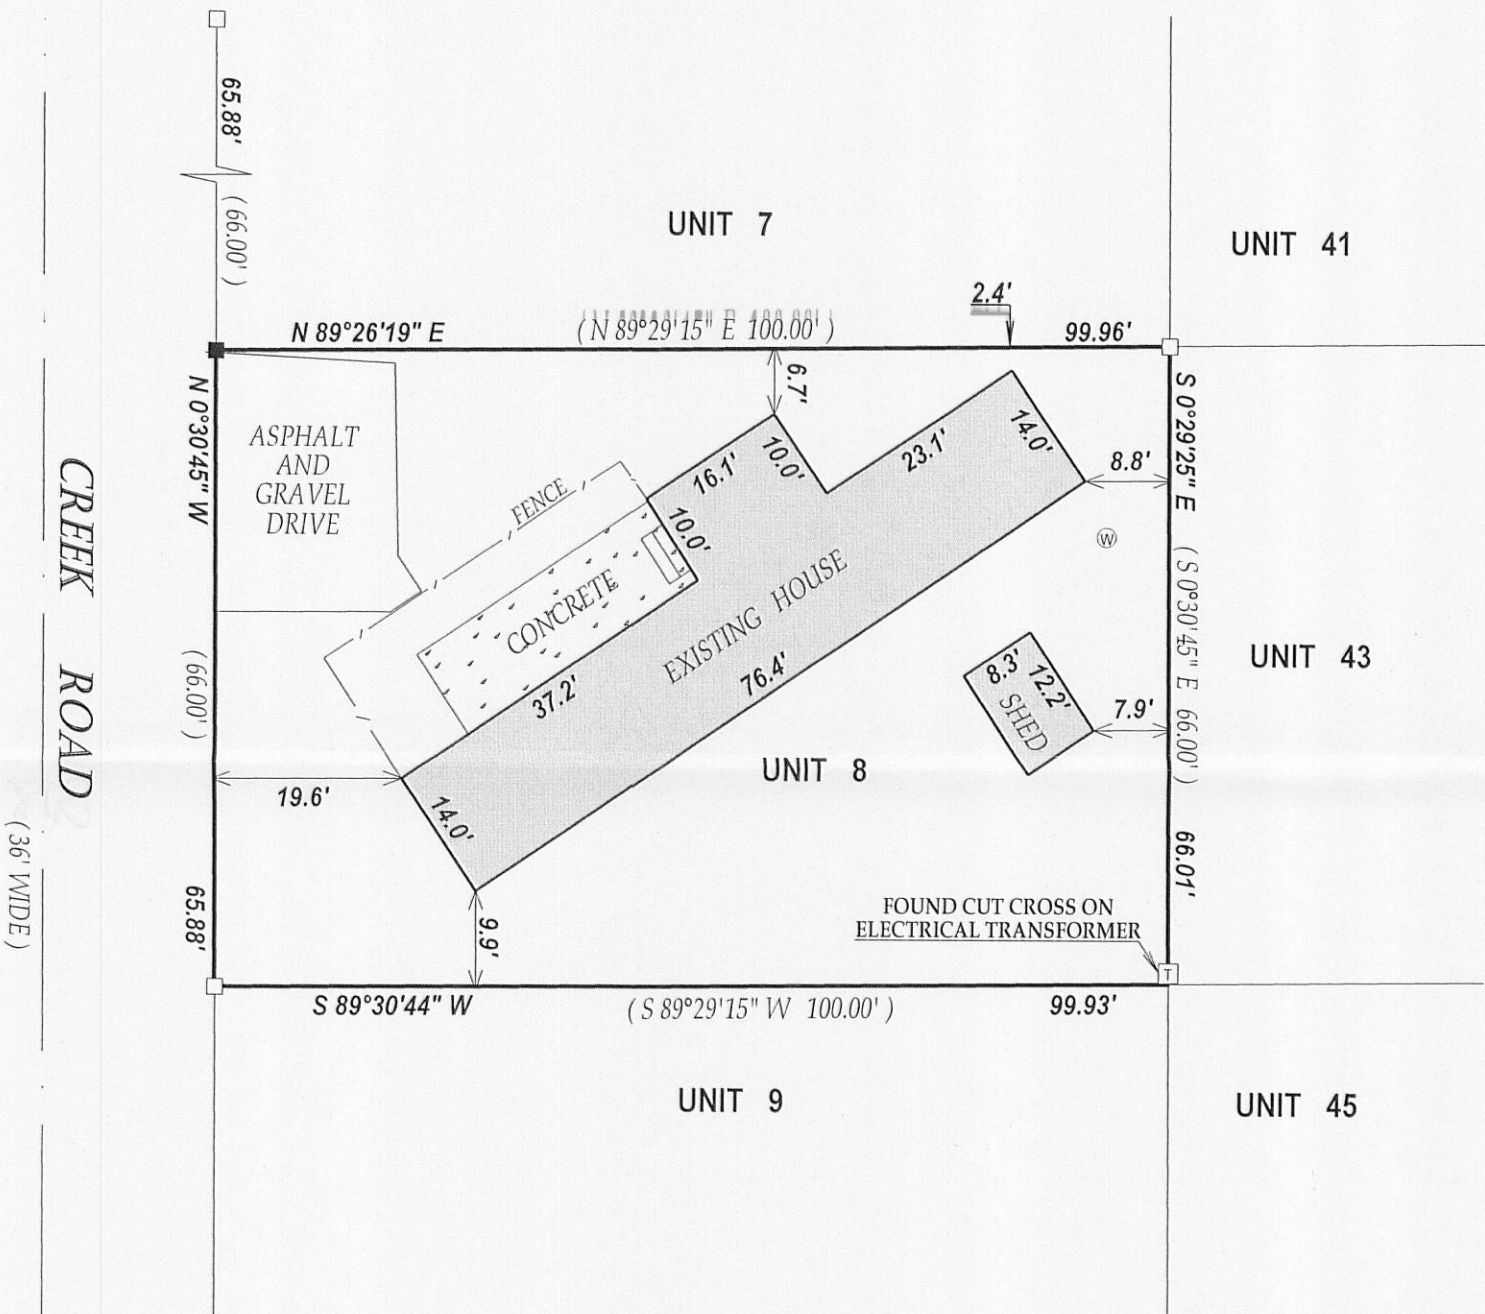 65.88'
( 66.00' )
UNIT 7
UNIT 41
2.4'
N 89°26'19" E
( N 89°29'15" E 100.00' )
99.96'
N 0°30'45" W
( 66.00' )
65.88'
ASPHALT
AND
GRAVEL
DRIVE
6.7'
16.1'
10.0'
23.1'
14.0'
8.8'
S 0°29'25" E
( S 0°30'45" E 66.00' )
66.01'
FENCE
10.0'
W
CONCRETE
EXISTING HOUSE
37.2'
76.4'
8.3'
12.2'
SHED
7.9'
UNIT 43
CREEK ROAD
( 36' WIDE )
19.6'
14.0'
UNIT 8
9.9'
FOUND CUT CROSS ON
ELECTRICAL TRANSFORMER
T
S 89°30'44" W
( S 89°29'15" W 100.00' )
99.93'
UNIT 9
UNIT 45